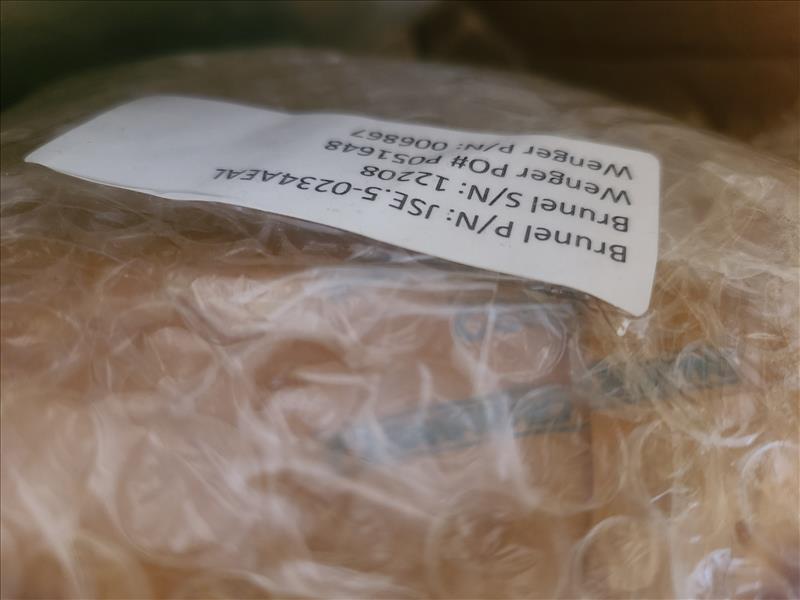 Brunel P/N: JSE.5-0234AEAL
Brunel S/N: 12208
Wenger PO# P051648
Wenger P/N: 006867